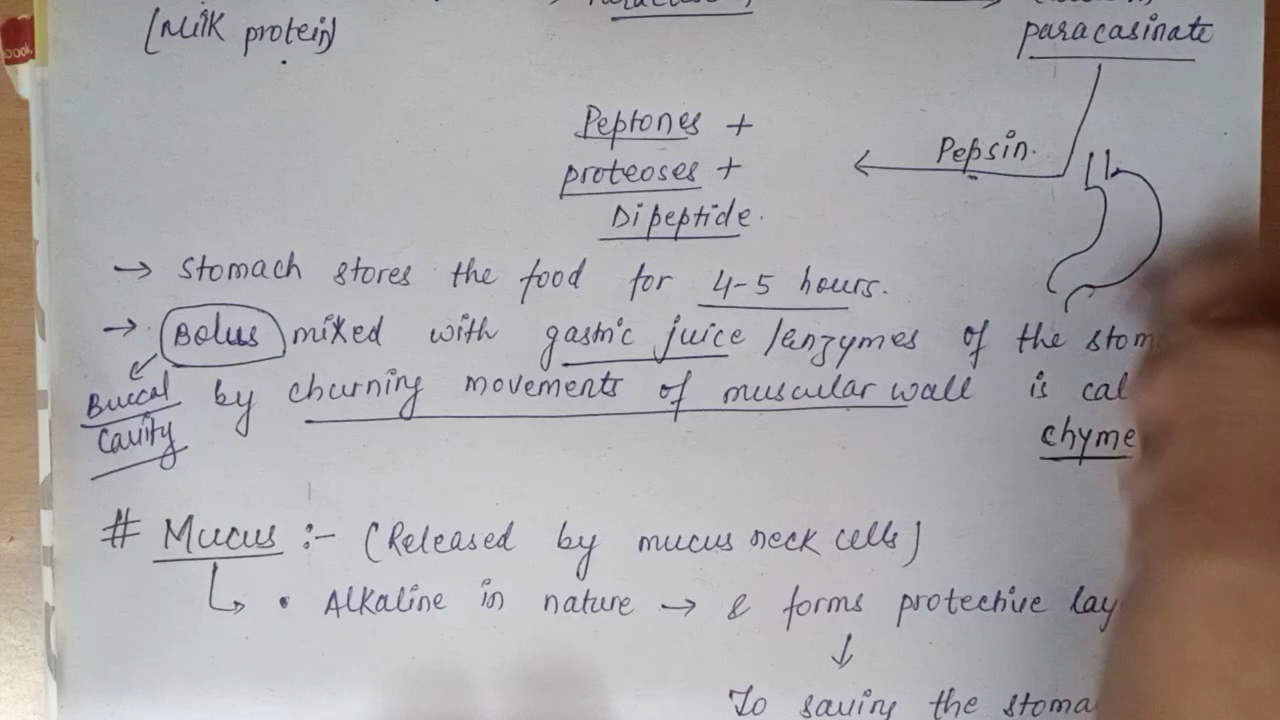 book
(Milk protein)
paracasinate
Peptones +
Pepsin.
proteoses +
Dipeptide.
→ Stomach stores the food for 4-5 hours.
→ Bolus mixed with gastric juice /enzymes of the stom
Buccal by churning movements of muscular wall is cal
Cavity
chyme
# Mucus :- (Released by mucus neck cells)
• Alkaline in nature → & forms protective lay
To saving the stoma